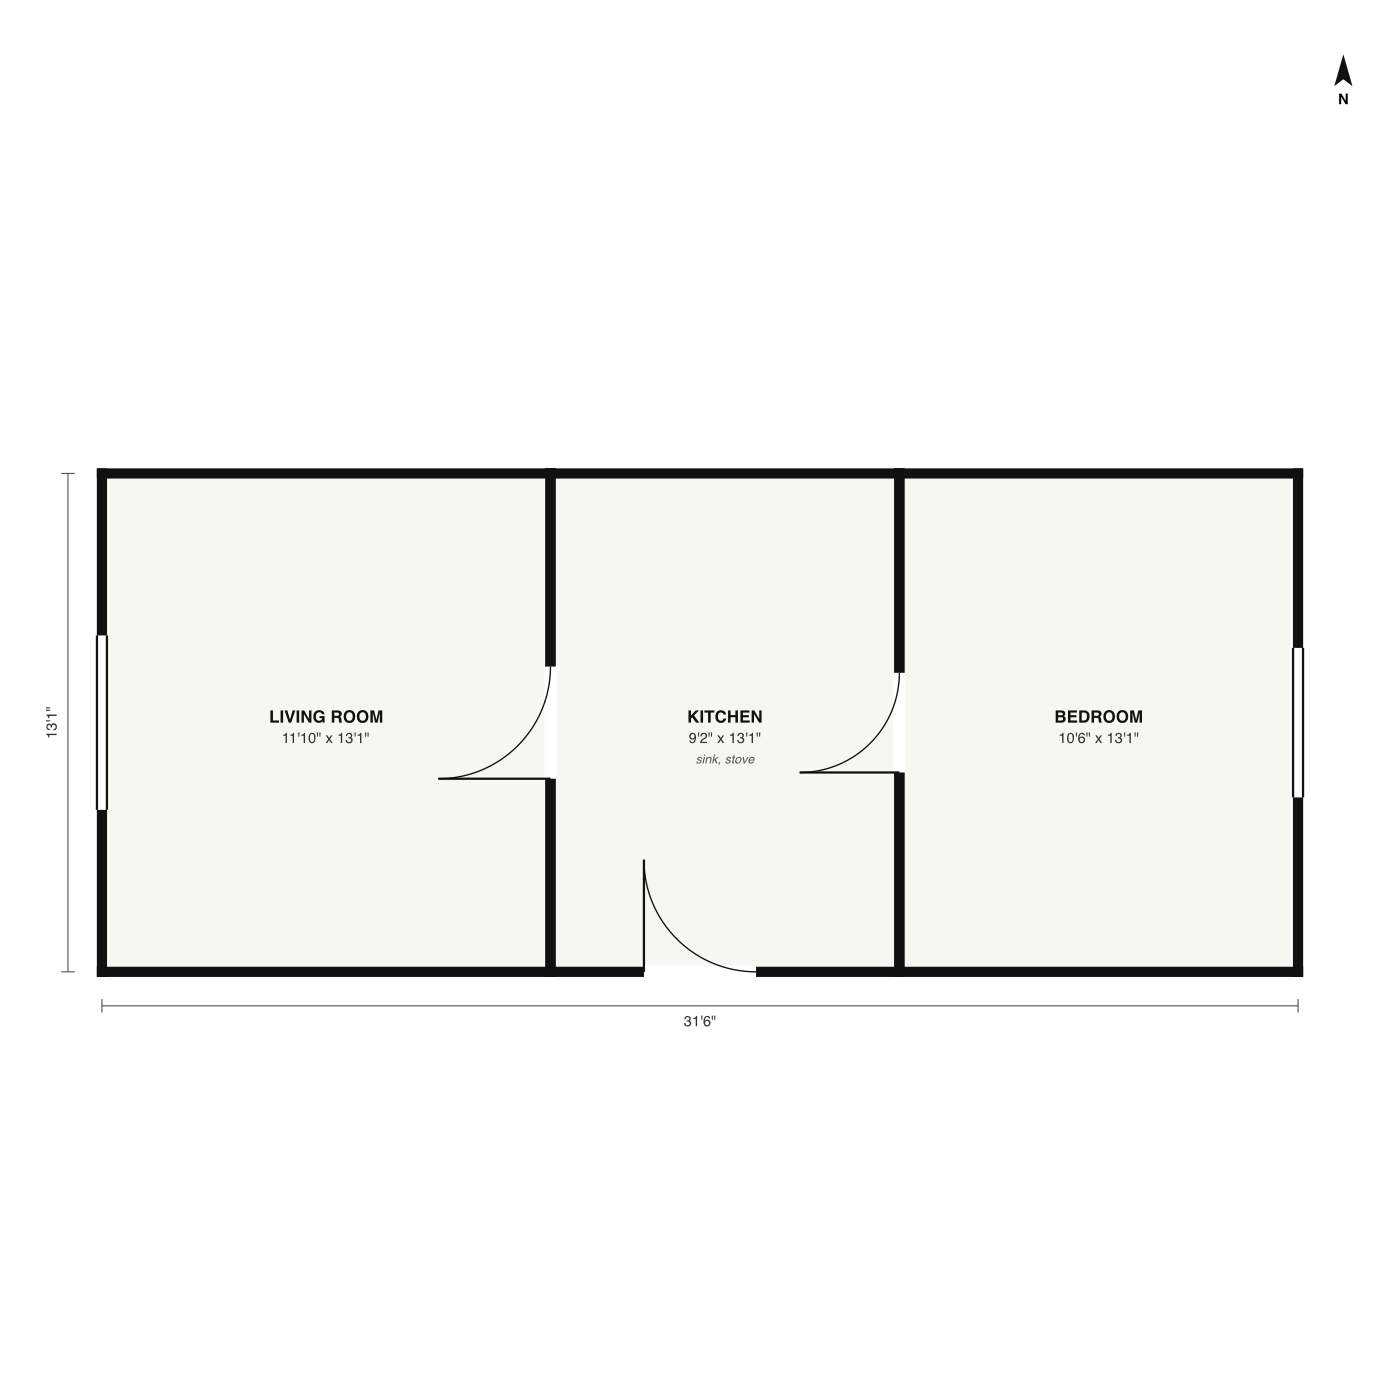 N
LIVING ROOM
11'10" x 13'1"
KITCHEN
9'2" x 13'1"
sink, stove
BEDROOM
10'6" x 13'1"
13'1"
31'6"